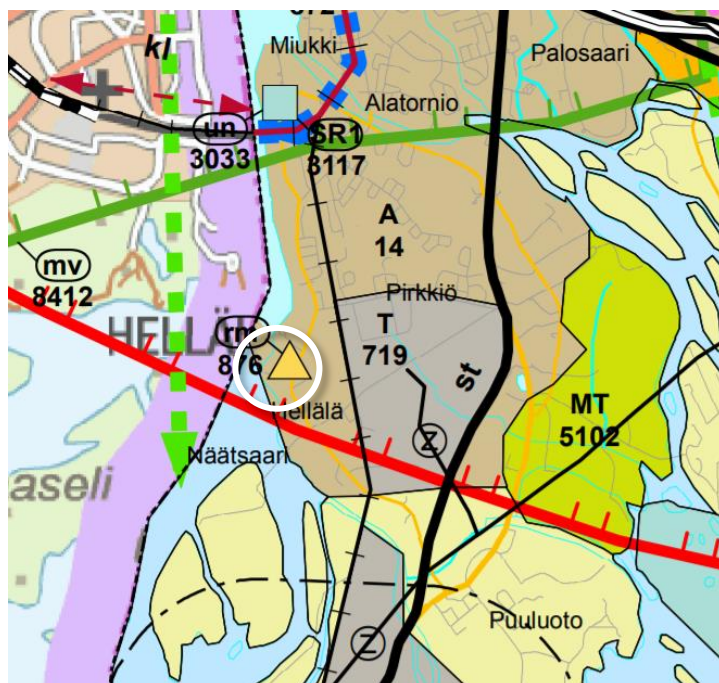 Miukki
kl
Palosaari
Alatornio
un
3033
SR1
3117
A
14
mv
8412
Pirkkiö
T
719
rm
876
st
MT
5102
Hellälä
Z
Näätsaari
aseli
Puuluoto
Z